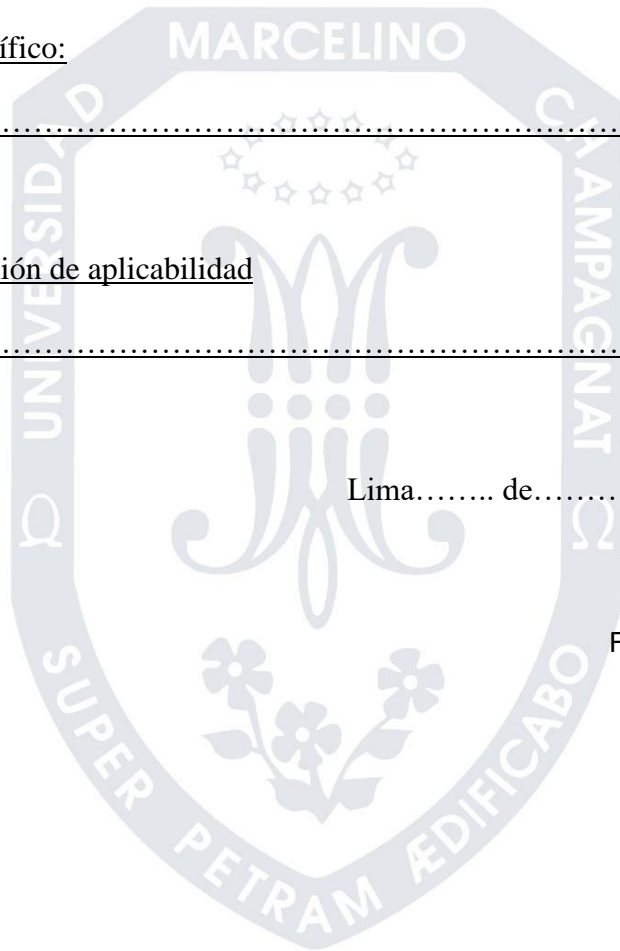 MARCELINO
ífico:
……………………………………………………
UNIVERSIDAD
CHAMPAGNAT
ión de aplicabilidad
……………………………………………………
Lima…….. de………
Ω Ω
F
SUPER PETRAM ÆDIFICABO